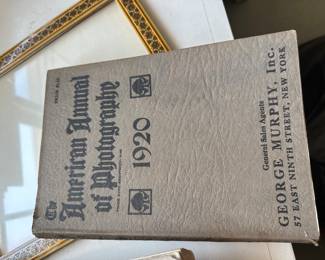 The
American Annual
of Photography
1920
General Sales Agents
GEORGE MURPHY, Inc.
57 EAST NINTH STREET, NEW YORK